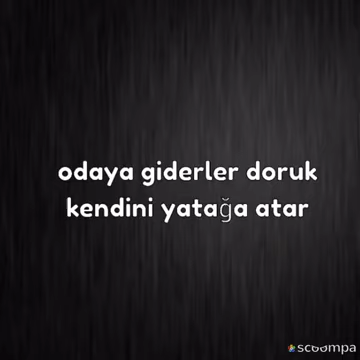 odaya giderler doruk
kendini yatağa atar
scoompa